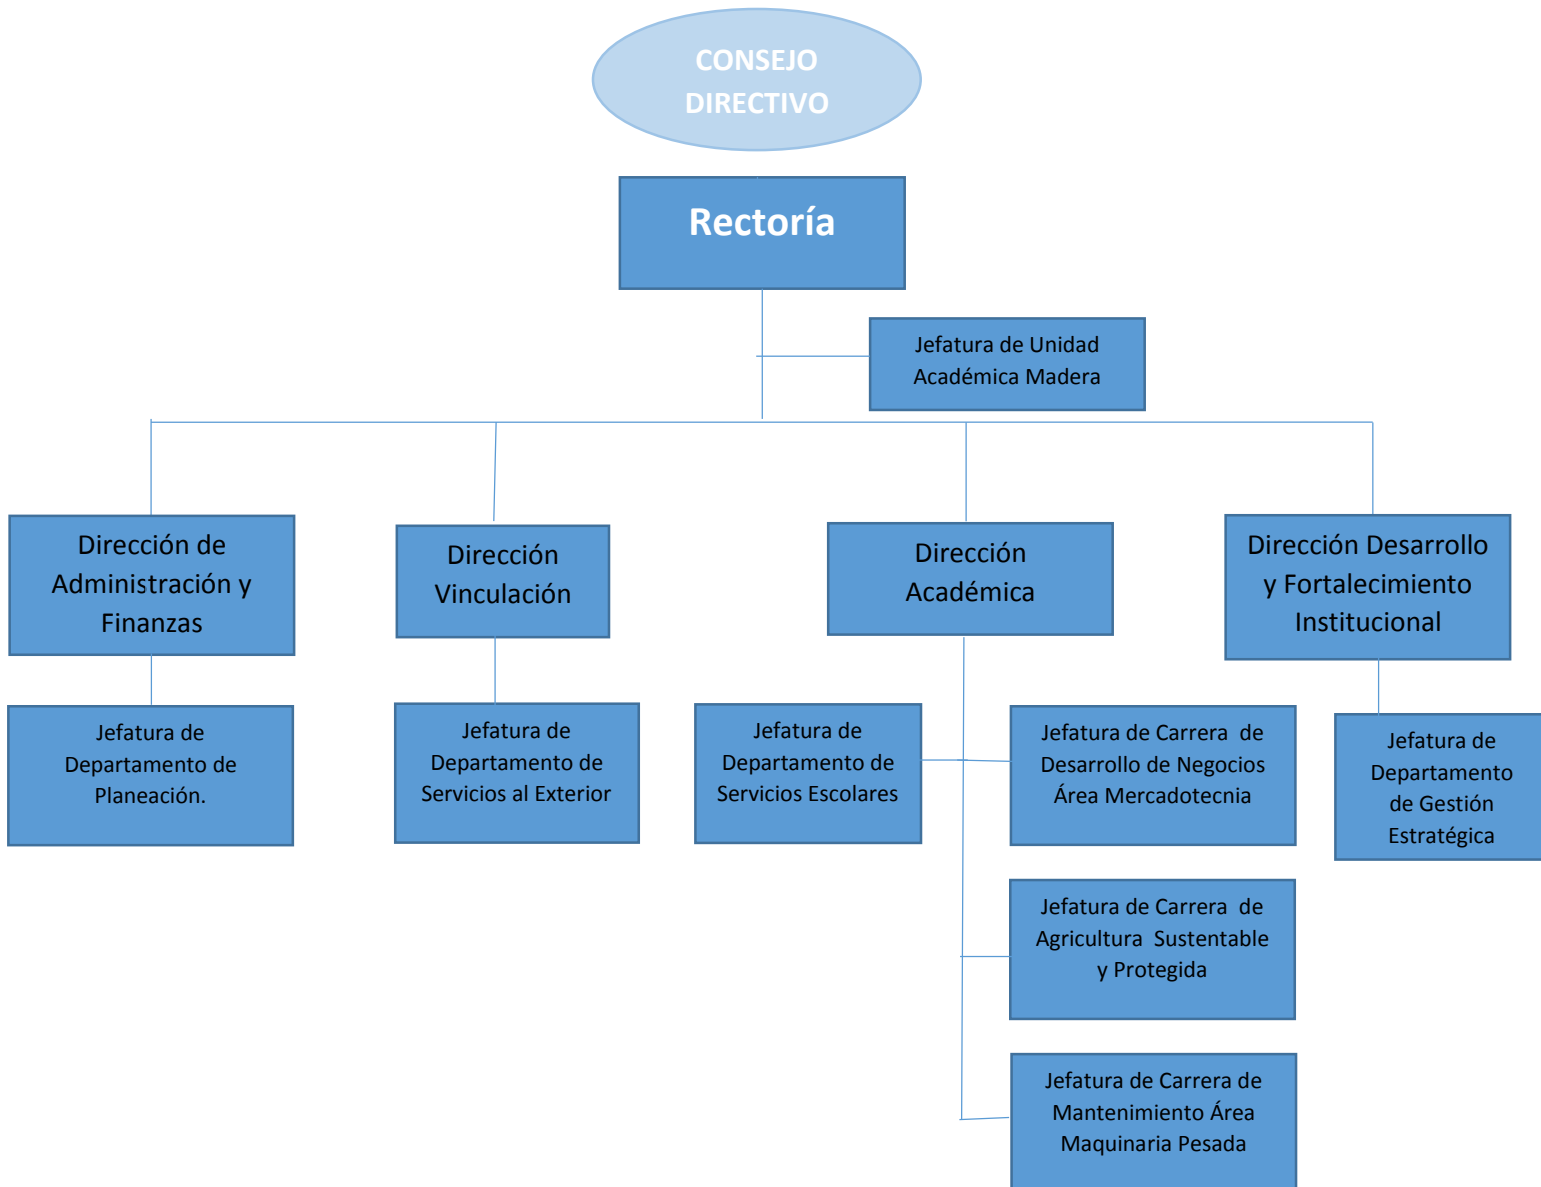 CONSEJO
DIRECTIVO
Rectoría
Jefatura de Unidad
Académica Madera
Dirección de
Administración y
Finanzas
Dirección
Vinculación
Dirección
Académica
Dirección Desarrollo
y Fortalecimiento
Institucional
Jefatura de
Departamento de
Planeación.
Jefatura de
Departamento de
Servicios al Exterior
Jefatura de
Departamento de
Servicios Escolares
Jefatura de Carrera de
Desarrollo de Negocios
Área Mercadotecnia
Jefatura de
Departamento
de Gestión
Estratégica
Jefatura de Carrera de
Agricultura Sustentable
y Protegida
Jefatura de Carrera de
Mantenimiento Área
Maquinaria Pesada